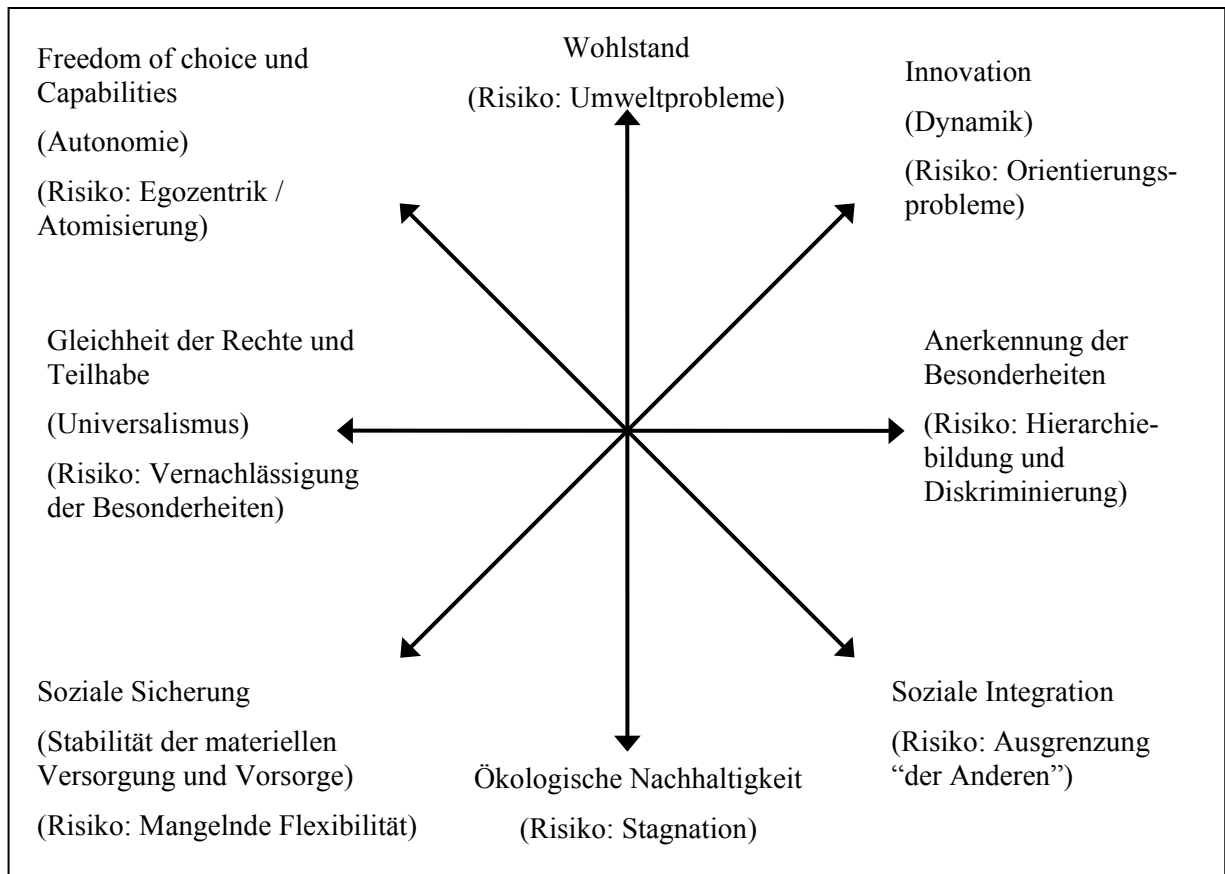 Freedom of choice und
Capabilities
(Autonomie)
(Risiko: Egozentrik /
Atomisierung)
Wohlstand
(Risiko: Umweltprobleme)
Innovation
(Dynamik)
(Risiko: Orientierungs-
probleme)
Gleichheit der Rechte und
Teilhabe
(Universalismus)
(Risiko: Vernachlässigung
der Besonderheiten)
Anerkennung der
Besonderheiten
(Risiko: Hierarchie-
bildung und
Diskriminierung)
Soziale Sicherung
(Stabilität der materiellen
Versorgung und Vorsorge)
(Risiko: Mangelnde Flexibilität)
Ökologische Nachhaltigkeit
(Risiko: Stagnation)
Soziale Integration
(Risiko: Ausgrenzung
“der Anderen”)